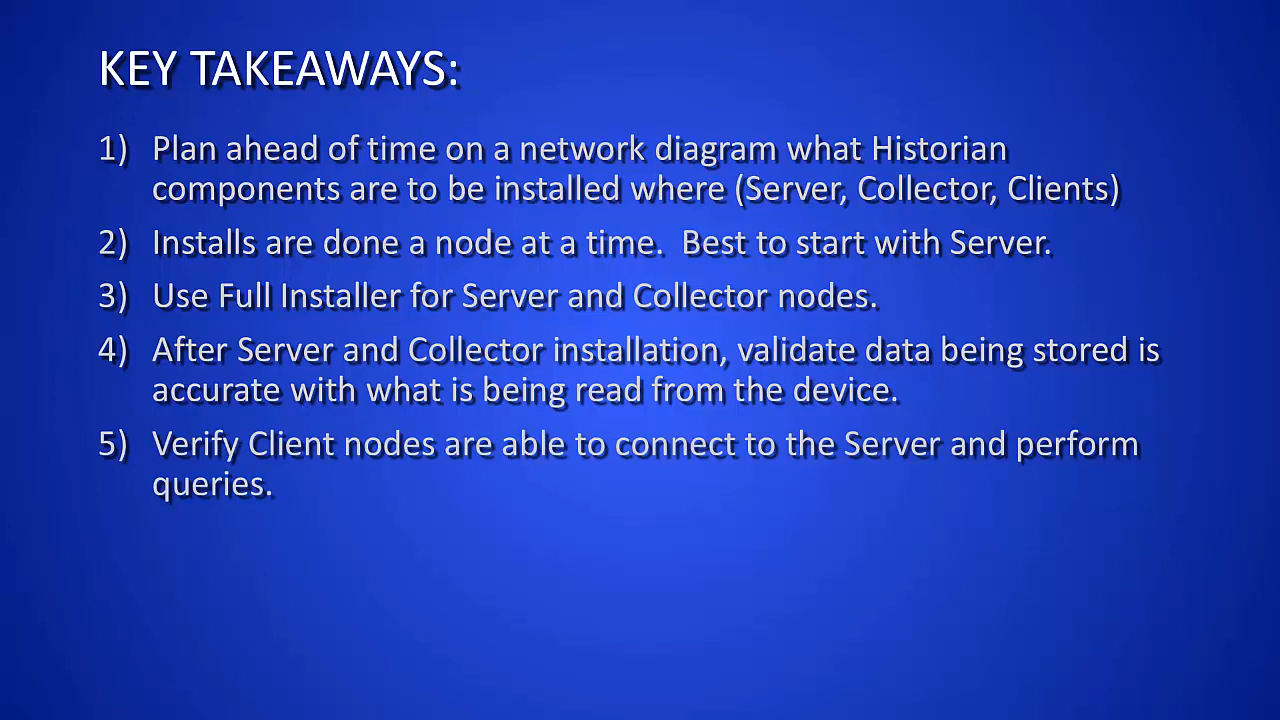 KEY TAKEAWAYS:
1) Plan ahead of time on a network diagram what Historian
components are to be installed where (Server, Collector, Clients)
2) Installs are done a node at a time.  Best to start with Server.
3) Use Full Installer for Server and Collector nodes.
4) After Server and Collector installation, validate data being stored is
accurate with what is being read from the device.
5) Verify Client nodes are able to connect to the Server and perform
queries.